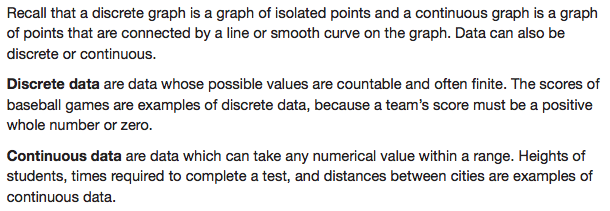 Recall that a discrete graph is a graph of isolated points and a continuous graph is a graph
of points that are connected by a line or smooth curve on the graph. Data can also be
discrete or continuous.
Discrete data are data whose possible values are countable and often finite. The scores of
baseball games are examples of discrete data, because a team's score must be a positive
whole number or zero.
Continuous data are data which can take any numerical value within a range. Heights of
students, times required to complete a test, and distances between cities are examples of
continuous data.